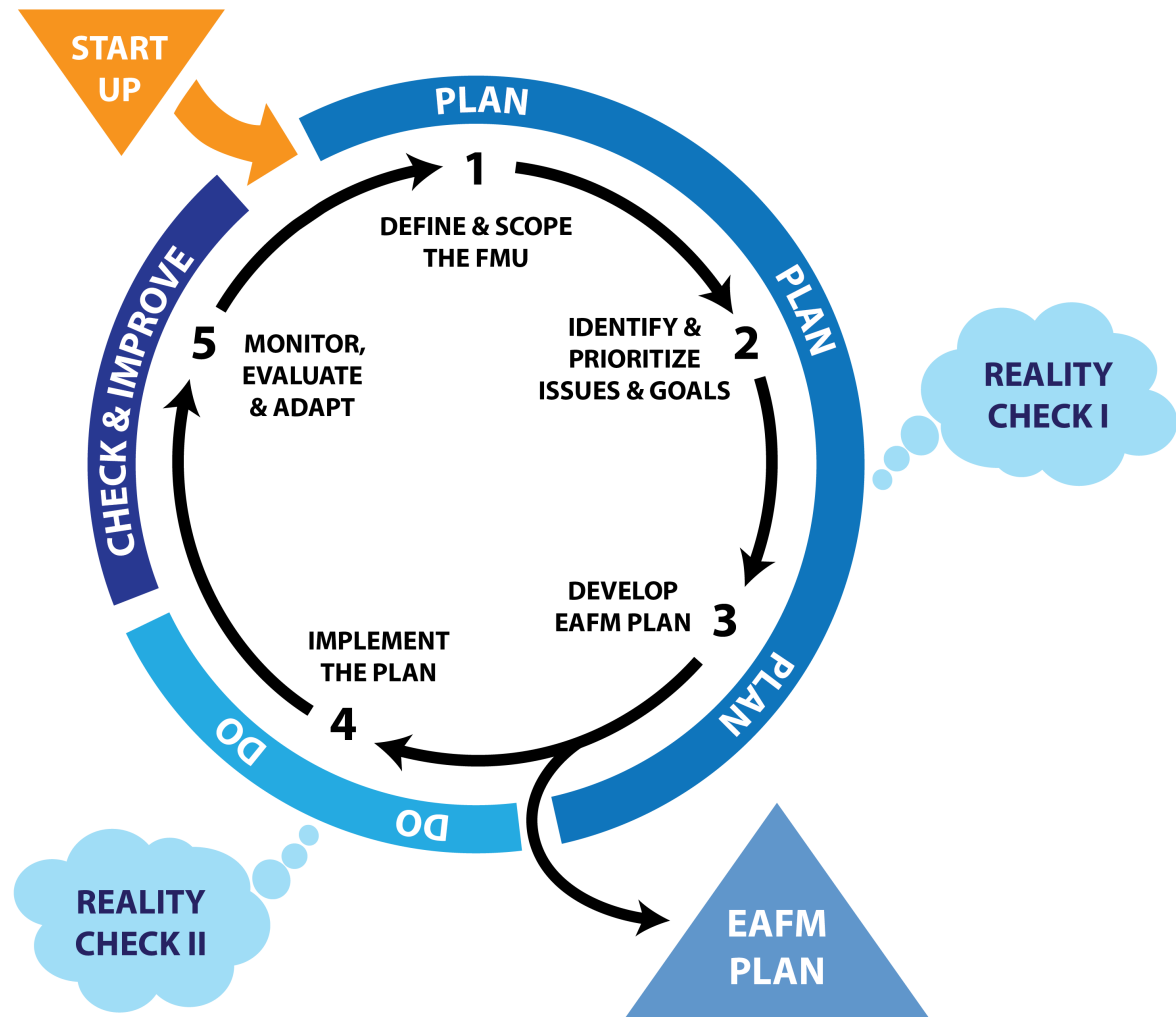 START
UP
PLAN
1
DEFINE & SCOPE
THE FMU
PLAN
2
IDENTIFY &
PRIORITIZE
ISSUES & GOALS
REALITY
CHECK I
PLAN
3
DEVELOP
EAFM PLAN
EAFM
PLAN
DO
DO
4
IMPLEMENT
THE PLAN
REALITY
CHECK II
CHECK & IMPROVE
5
MONITOR,
EVALUATE
& ADAPT